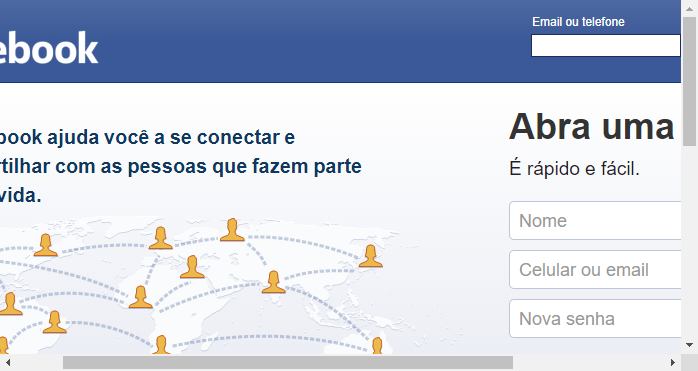 ebook
Email ou telefone
book ajuda você a se conectar e
rtilhar com as pessoas que fazem parte
vida.
Abra uma
É rápido e fácil.
Nome
Celular ou email
Nova senha